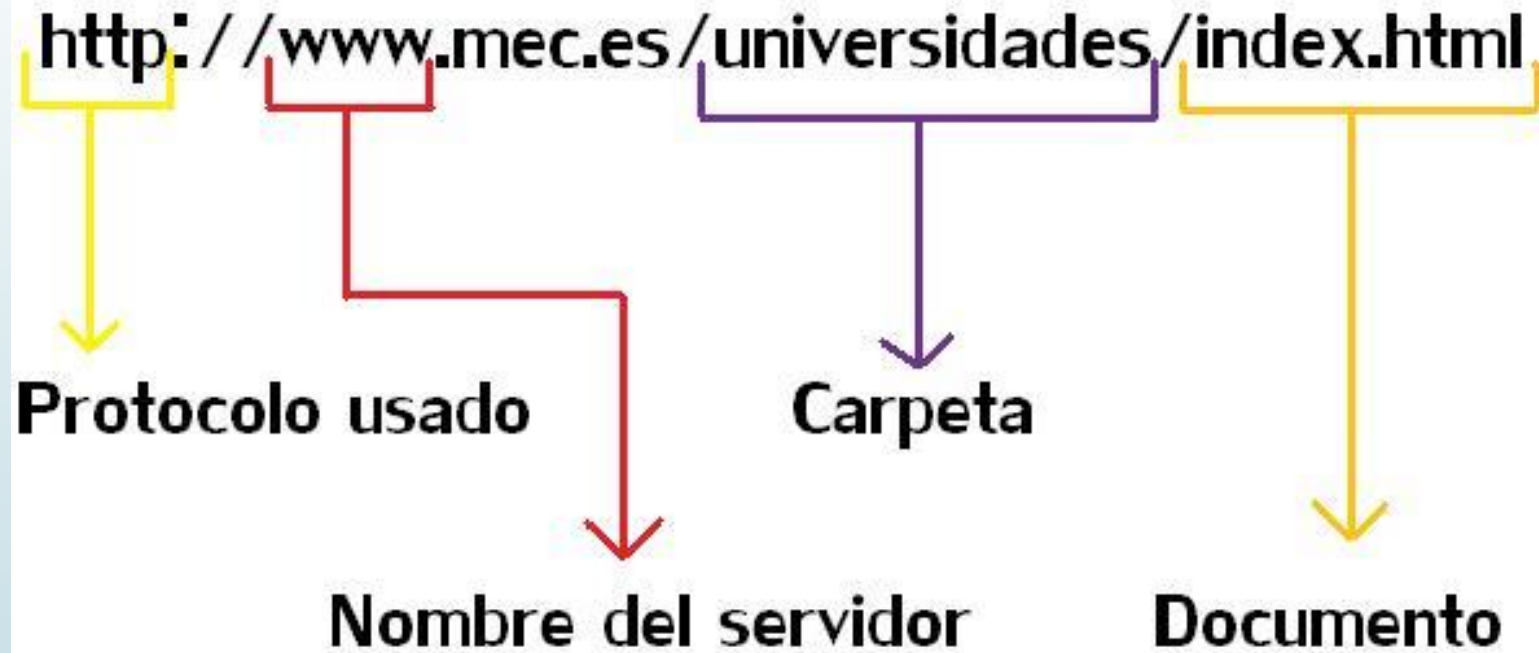 http://www.mec.es/universidades/index.html
Protocolo usado
Carpeta
Nombre del servidor
Documento